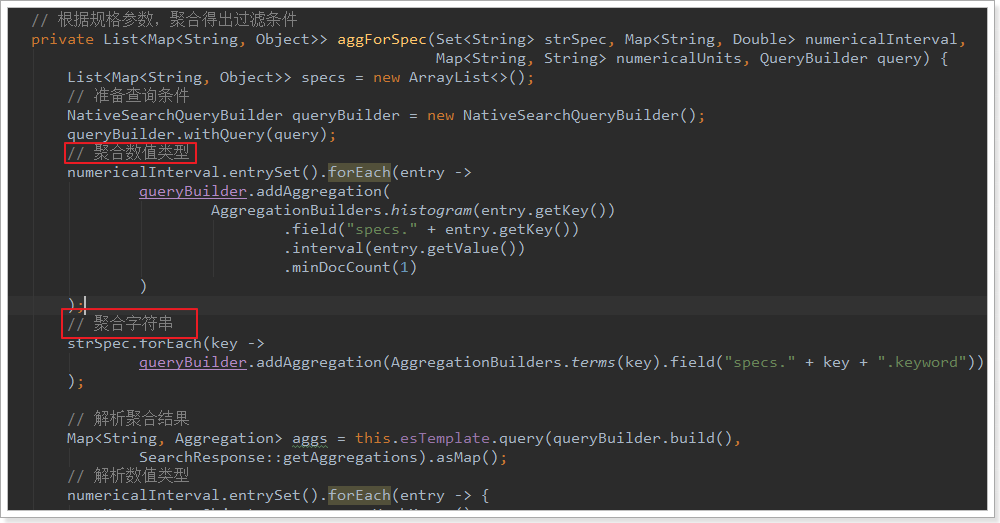 // 根据规格参数，聚合得出过滤条件
private List<Map<String, Object>> aggForSpec(Set<String> strSpec, Map<String, Double> numericalInterval,
Map<String, String> numericalUnits, QueryBuilder query) {
List<Map<String, Object>> specs = new ArrayList<>();
// 准备查询条件
NativeSearchQueryBuilder queryBuilder = new NativeSearchQueryBuilder();
queryBuilder.withQuery(query);
// 聚合数值类型
numericalInterval.entrySet().forEach(entry ->
queryBuilder.addAggregation(
AggregationBuilders.histogram(entry.getKey())
.field("specs." + entry.getKey())
.interval(entry.getValue())
.minDocCount(1)
)
);
// 聚合字符串
strSpec.forEach(key ->
queryBuilder.addAggregation(AggregationBuilders.terms(key).field("specs." + key + ".keyword"))
);
// 解析聚合结果
Map<String, Aggregation> aggs = this.esTemplate.query(queryBuilder.build(),
SearchResponse::getAggregations).asMap();
// 解析数值类型
numericalInterval.entrySet().forEach(entry -> {